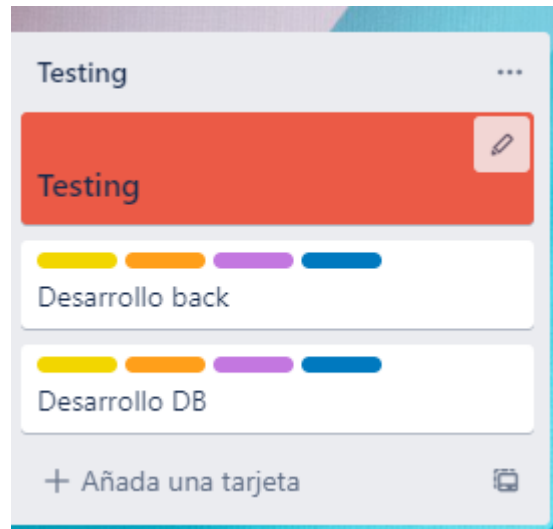 Testing
Testing
Desarrollo back
Desarrollo DB
+ Añada una tarjeta